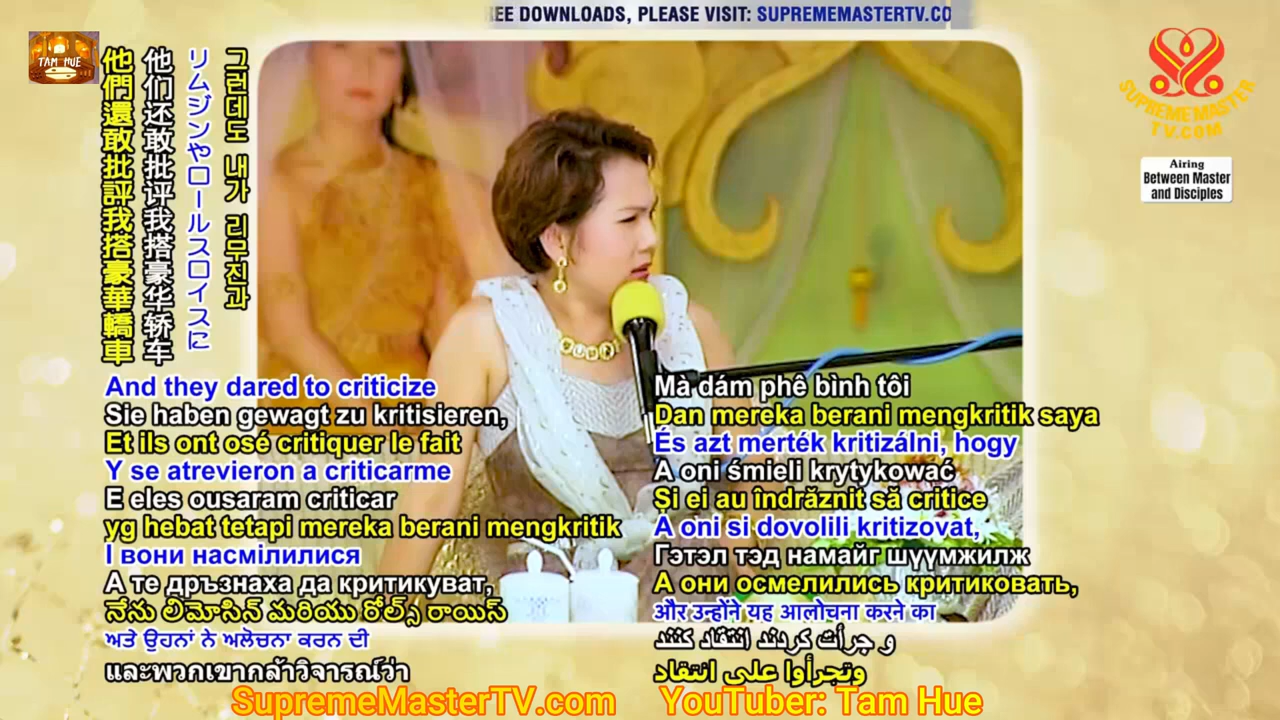 EE DOWNLOADS, PLEASE VISIT: SUPREMEMASTERTV.CO
TAM HUE
SUPREMEMASTER
TV.COM
Airing
Between Master
and Disciples
他們還敢批評我搭豪華轎車
他们还敢批评我搭豪华轿车
リムジンやロールスロイスに
그런데도 내가 리무진과
And they dared to criticize
Sie haben gewagt zu kritisieren,
Et ils ont osé critiquer le fait
Y se atrevieron a criticarme
E eles ousaram criticar
yg hebat tetapi mereka berani mengkritik
І вони насмілилися
А те дръзнаха да критикуват,
నేను లిమోసిన్ మరియు రోల్స్ రాయిస్
ਅਤੇ ਉਹਨਾਂ ਨੇ ਅਲੋਚਨਾ ਕਰਨ ਦੀ
และพวกเขากล้าวิจารณ์ว่า
Mà dám phê bình tôi
Dan mereka berani mengkritik saya
És azt merték kritizálni, hogy
A oni śmieli krytykować
Și ei au îndrăznit să critice
A oni si dovolili kritizovat,
Гэтэл тэд намайг шүүмжилж
А они осмелились критиковать,
और उन्होंने यह आलोचना करने का
و جرأت کردند انتقاد کنند
وتجرأوا على انتقاد
SupremeMasterTV.com
YouTuber: Tam Hue